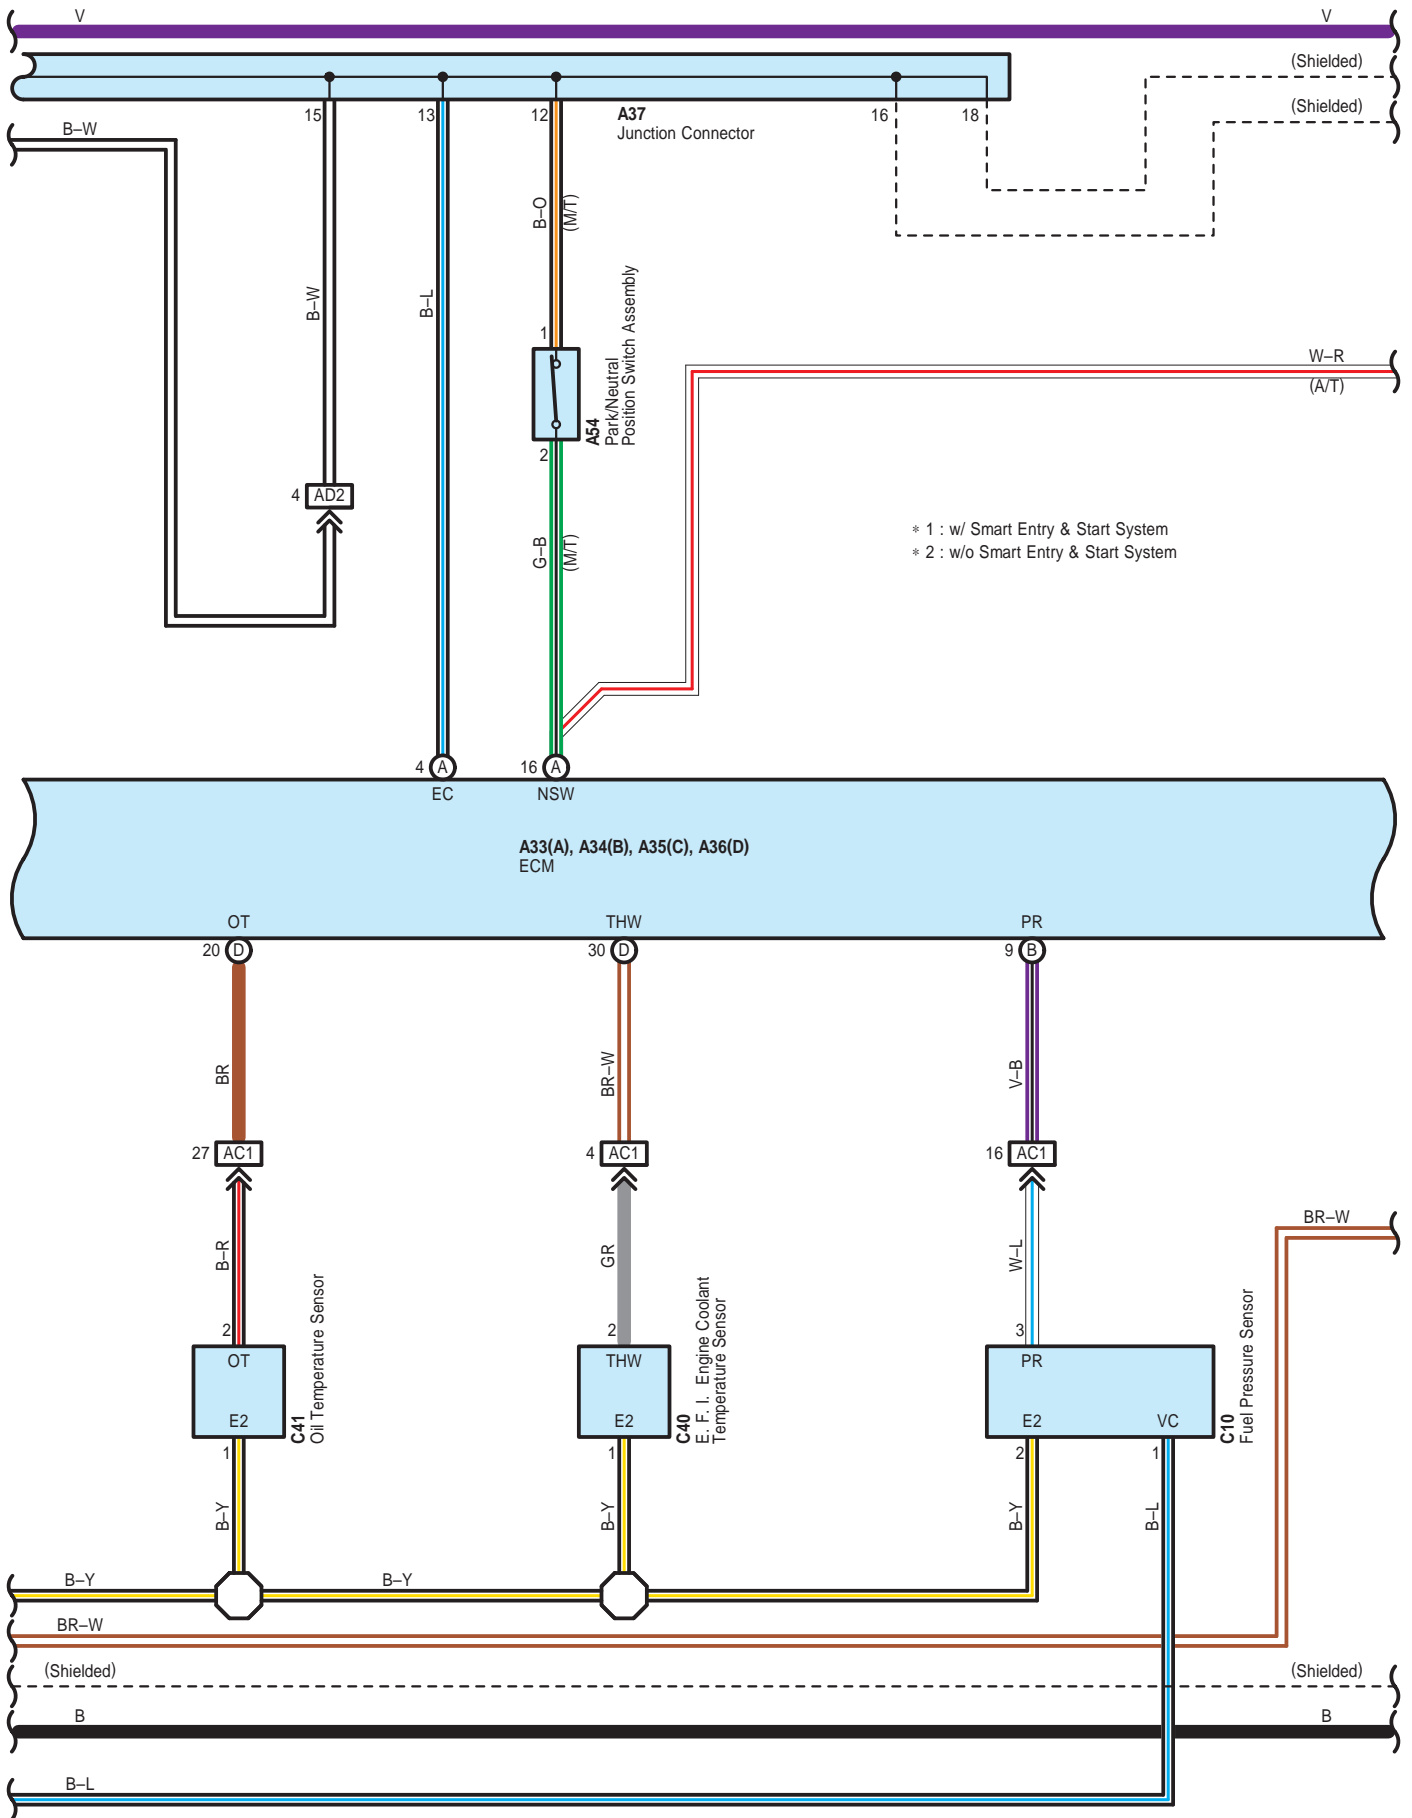 V V
(Shielded)
(Shielded)
15 13 12 A37 16 18
Junction Connector
B–W
B–O
(M/T)
B–W
B–L
1
Park/Neutral
Position Switch Assembly
A54
2
W–R
(A/T)
4 AD2
G–B
(M/T)
* 1 : w/ Smart Entry & Start System
* 2 : w/o Smart Entry & Start System
4 A 16 A
EC NSW
A33(A), A34(B), A35(C), A36(D)
ECM
OT THW PR
20 D 30 D 9 B
BR BR–W V–B
27 AC1 4 AC1 16 AC1
BR–W
B–R GR W–L
2 2 3
OT THW PR
E2 E2 E2 VC
C41
Oil Temperature Sensor
C40
E. F. I. Engine Coolant
Temperature Sensor
C10
Fuel Pressure Sensor
1 1 2 1
B–Y B–Y B–Y B–L
B–Y B–Y
BR–W
(Shielded) (Shielded)
B B
B–L